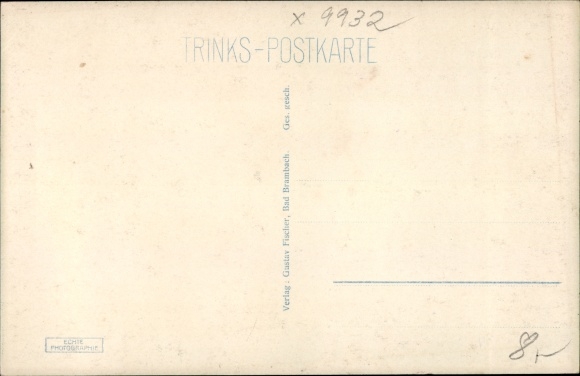 x 9932
TRINKS-POSTKARTE
Verlag: Gustav Fischer, Bad Brambach. Ges. gesch.
ECHTE
PHOTOGRAPHIE
8,-